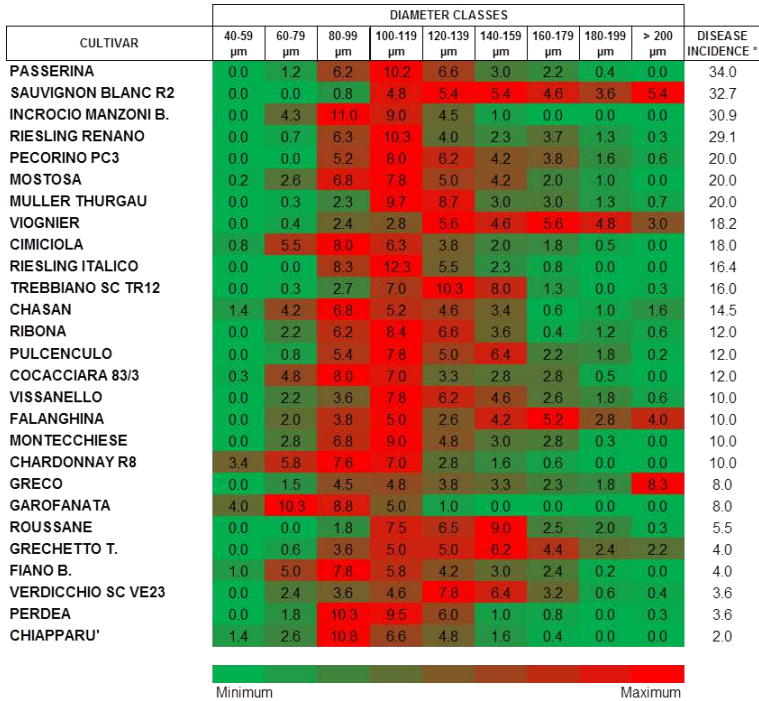 DIAMETER CLASSES
CULTIVAR 40-59 µm 60-79 µm 80-99 µm 100-119 µm 120-139 µm 140-159 µm 160-179 µm 180-199 µm > 200 µm DISEASE INCIDENCE *
PASSERINA 0.0 1.2 6.2 10.2 6.6 3.0 2.2 0.4 0.0 34.0
SAUVIGNON BLANC R2 0.0 0.0 0.8 4.8 5.4 5.4 4.6 3.6 5.4 32.7
INCROCIO MANZONI B. 0.0 4.3 11.0 9.0 4.5 1.0 0.0 0.0 0.0 30.9
RIESLING RENANO 0.0 0.7 6.3 10.3 4.0 2.3 3.7 1.3 0.3 29.1
PECORINO PC3 0.0 0.0 5.2 8.0 6.2 4.2 3.8 1.6 0.6 20.0
MOSTOSA 0.2 2.6 6.8 7.8 5.0 4.2 2.0 1.0 0.0 20.0
MULLER THURGAU 0.0 0.3 2.3 9.7 8.7 3.0 3.0 1.3 0.7 20.0
VIOGNIER 0.0 0.4 2.4 2.8 5.6 4.6 5.6 4.8 3.0 18.2
CIMICIOLA 0.8 5.5 8.0 6.3 3.8 2.0 1.8 0.5 0.0 18.0
RIESLING ITALICO 0.0 0.0 8.3 12.3 5.5 2.3 0.8 0.0 0.0 16.4
TREBBIANO SC TR12 0.0 0.3 2.7 7.0 10.3 8.0 1.3 0.0 0.3 16.0
CHASAN 1.4 4.2 6.8 5.2 4.6 3.4 0.6 1.0 1.6 14.5
RIBONA 0.0 2.2 6.2 8.4 6.6 3.6 0.4 1.2 0.6 12.0
PULCENCULO 0.0 0.8 5.4 7.8 5.0 6.4 2.2 1.8 0.2 12.0
COCACCIARA 83/3 0.3 4.8 8.0 7.0 3.3 2.8 2.8 0.5 0.0 12.0
VISSANELLO 0.0 2.2 3.6 7.8 6.2 4.6 2.6 1.8 0.6 10.0
FALANGHINA 0.0 2.0 3.8 5.0 2.6 4.2 5.2 2.8 4.0 10.0
MONTECCHIESE 0.0 2.8 6.8 9.0 4.8 3.0 2.8 0.3 0.0 10.0
CHARDONNAY R8 3.4 5.8 7.6 7.0 2.8 1.6 0.6 0.0 0.0 10.0
GRECO 0.0 1.5 4.5 4.8 3.8 3.3 2.3 1.8 8.3 8.0
GAROFANATA 4.0 10.3 8.8 5.0 1.0 0.0 0.0 0.0 0.0 8.0
ROUSSANE 0.0 0.0 1.8 7.5 6.5 9.0 2.5 2.0 0.3 5.5
GRECHETTO T. 0.0 0.6 3.6 5.0 5.0 6.2 4.4 2.4 2.2 4.0
FIANO B. 1.0 5.0 7.8 5.8 4.2 3.0 2.4 0.2 0.0 4.0
VERDICCHIO SC VE23 0.0 2.4 3.6 4.6 7.8 6.4 3.2 0.6 0.4 3.6
PERDEA 0.0 1.8 10.3 9.5 6.0 1.0 0.8 0.0 0.3 3.6
CHIAPPARU' 1.4 2.6 10.8 6.6 4.8 1.6 0.4 0.0 0.0 2.0
Minimum Maximum